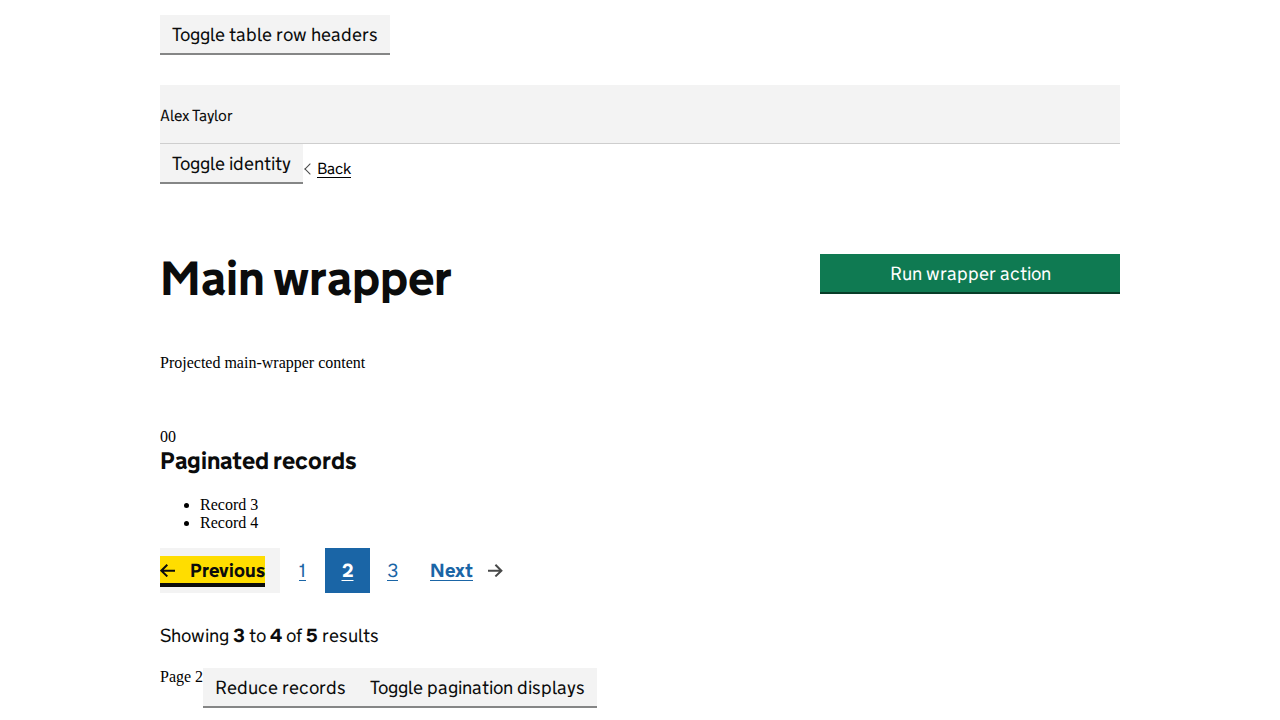 Toggle table row headers
Alex Taylor
Toggle identity Back
Main wrapper
Run wrapper action
Projected main-wrapper content
00
Paginated records
Record 3
Record 4
Previous 1 2 3 Next
Showing 3 to 4 of 5 results
Page 2 Reduce records Toggle pagination displays